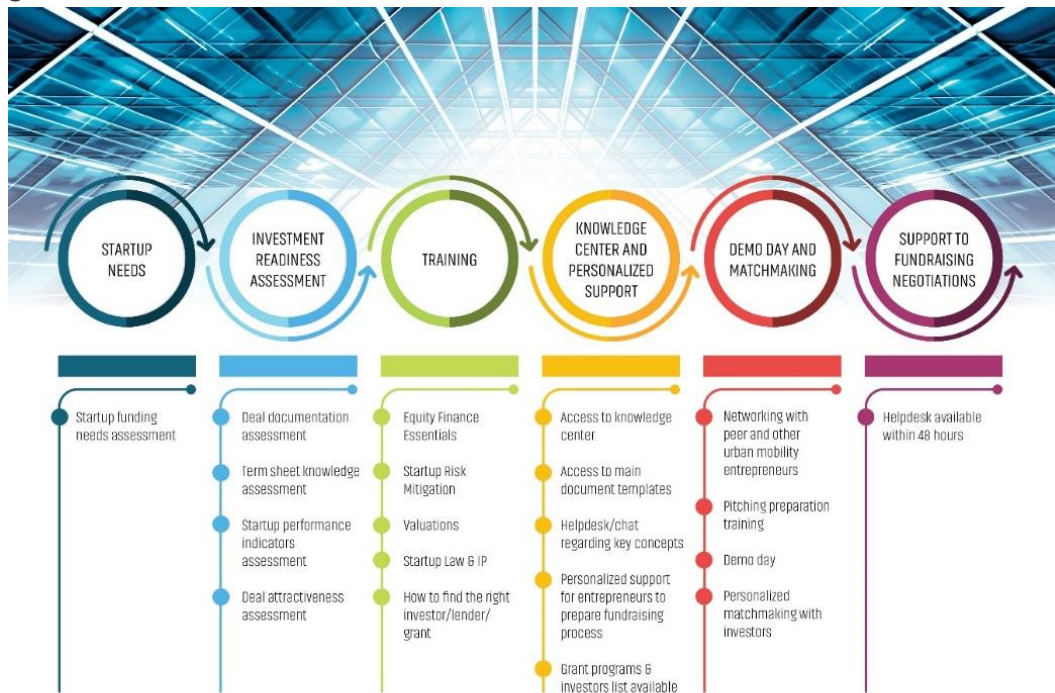 STARTUP
NEEDS
INVESTMENT
READINESS
ASSESSMENT
TRAINING
KNOWLEDGE
CENTER AND
PERSONALIZED
SUPPORT
DEMO DAY AND
MATCHMAKING
SUPPORT TO
FUNDRAISING
NEGOTIATIONS
Startup funding
needs assessment
Deal documentation
assessment
Term sheet knowledge
assessment
Startup performance
indicators
assessment
Deal attractiveness
assessment
Equity Finance
Essentials
Startup Risk
Mitigation
Valuations
Startup Law & IP
How to find the right
investor/lender/
grant
Access to knowledge
center
Access to main
document templates
Helpdesk/chat
regarding key concepts
Personalized support
for entrepreneurs to
prepare fundraising
process
Grant programs &
investors list available
Networking with
peer and other
urban mobility
entrepreneurs
Pitching preparation
training
Demo day
Personalized
matchmaking with
investors
Helpdesk available
within 48 hours